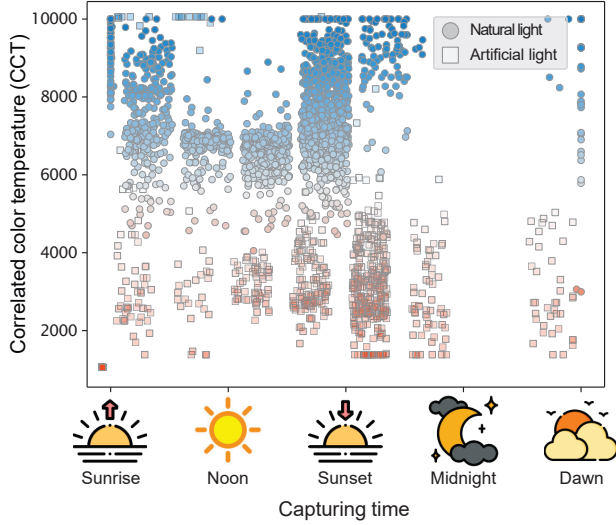 Natural light
Artificial light
10000
8000
6000
4000
2000
Correlated color temperature (CCT)
Sunrise
Noon
Sunset
Midnight
Dawn
Capturing time